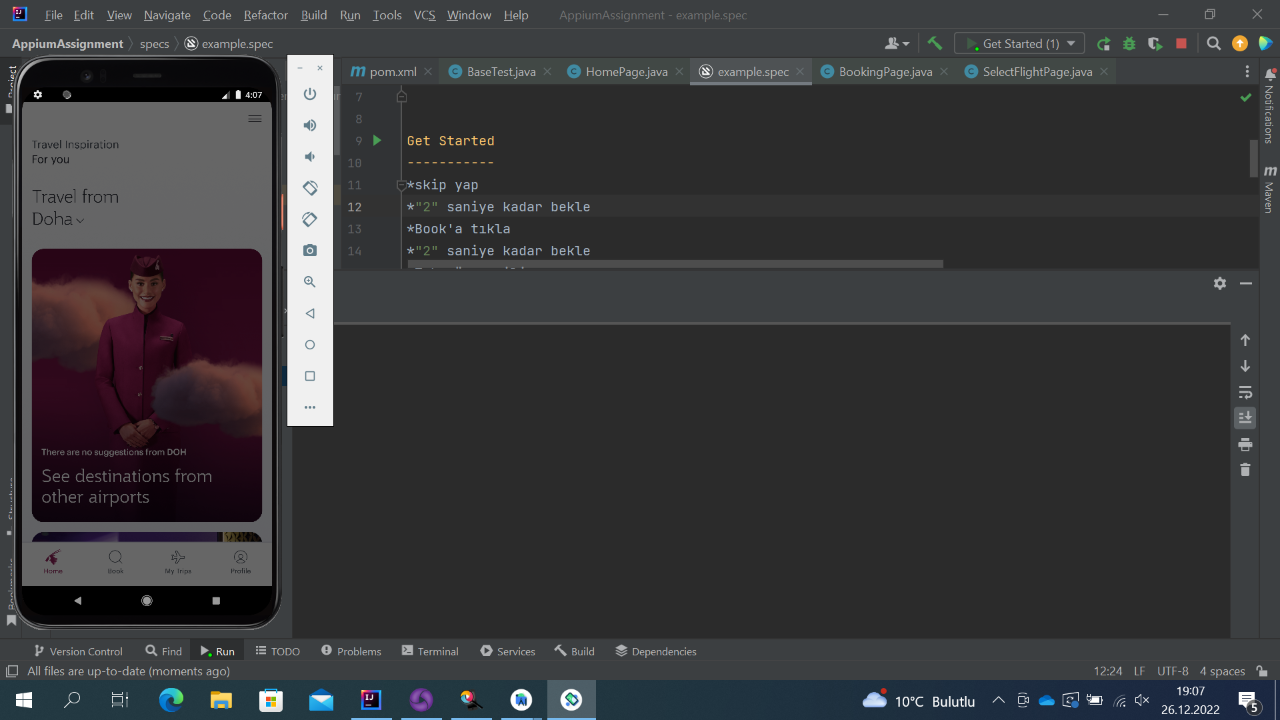 File Edit View Navigate Code Refactor Build Run Tools VCS Window Help AppiumAssignment - example.spec
AppiumAssignment specs example.spec Get Started (1)
Project
pom.xml BaseTest.java HomePage.java example.spec BookingPage.java SelectFlightPage.java
Notifications
Maven
7
8
9 Get Started
10 -----------
11 *skip yap
12 *"2" saniye kadar bekle
13 *Book'a tıkla
14 *"2" saniye kadar bekle
4:07
Travel Inspiration
For you
Travel from
Doha
There are no suggestions from DOH
See destinations from
other airports
Home Book My Trips Profile
Bookmarks
Version Control Find Run TODO Problems Terminal Services Build Dependencies
All files are up-to-date (moments ago) 12:24 LF UTF-8 4 spaces
10°C Bulutlu 19:07
26.12.2022 5